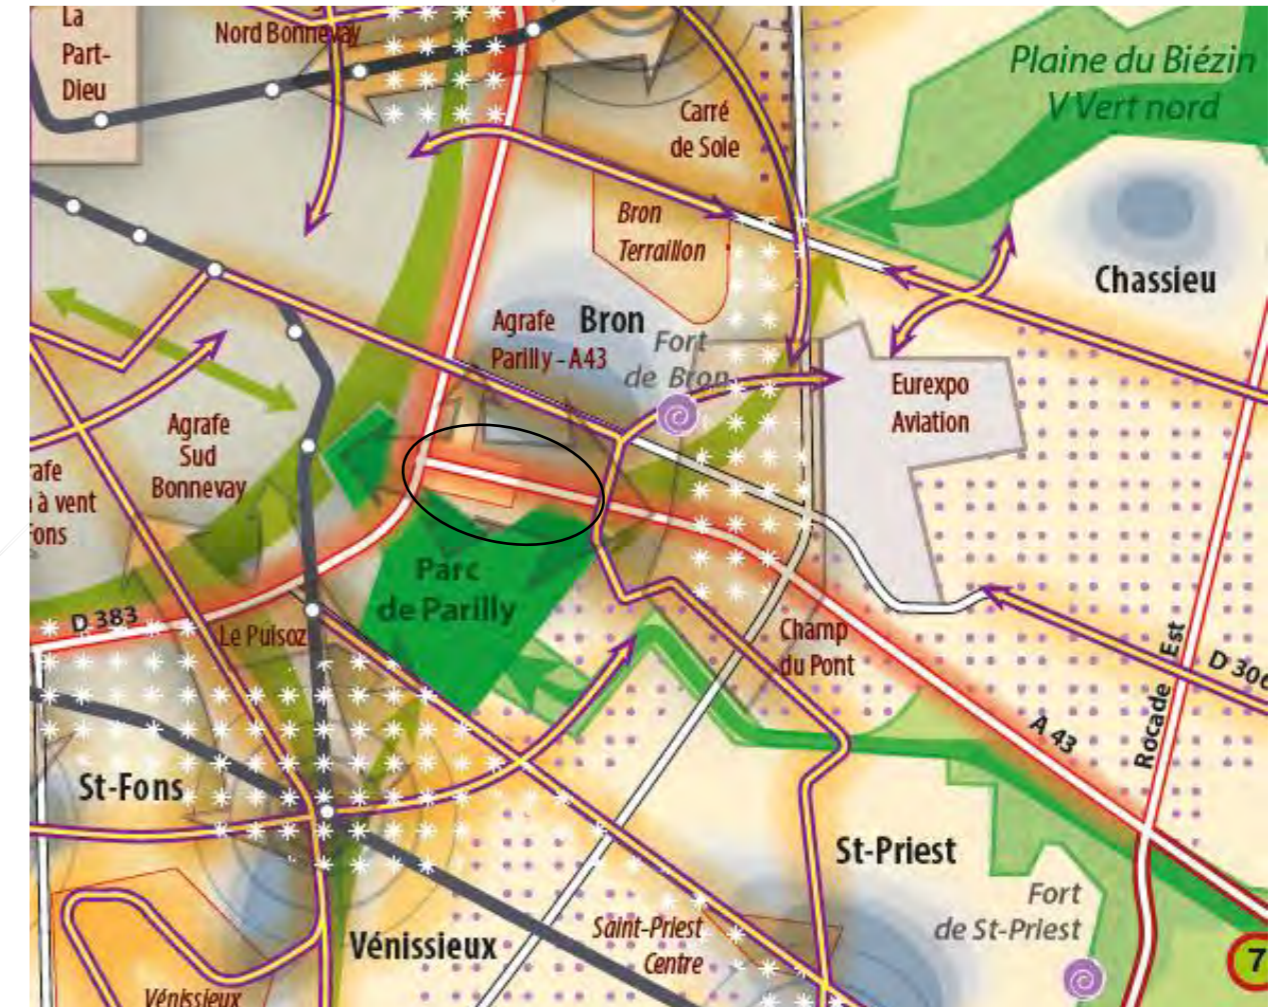 La
Part-
Dieu
Nord Bonnevay
Plaine du Biézin
V Vert nord
Carré
de Soie
Bron
Terraillon
Chassieu
Agrafe
Parilly - A43
Bron
Fort
de Bron
Eurexpo
Aviation
Agrafe
Sud
Bonnevay
rafe
à vent
Fons
Parc
de Parilly
D 383
Le Puisoz
Champ
du Pont
Rocade Est
D 306
A 43
St-Fons
St-Priest
Fort
de St-Priest
Saint-Priest
Centre
Vénissieux
7
Vénissieux